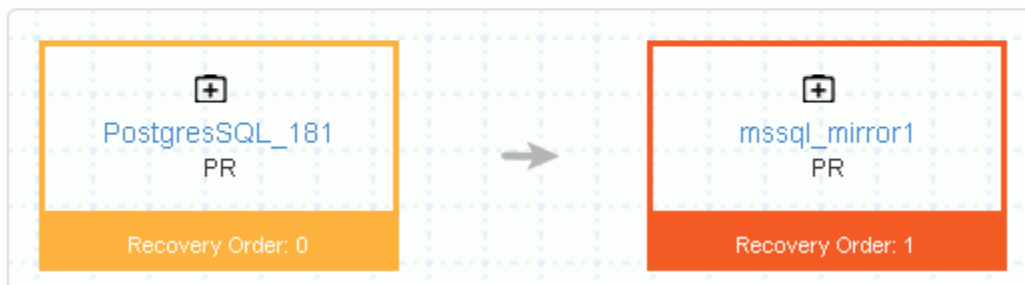 PostgresSQL_181
PR
Recovery Order: 0
mssql_mirror1
PR
Recovery Order: 1